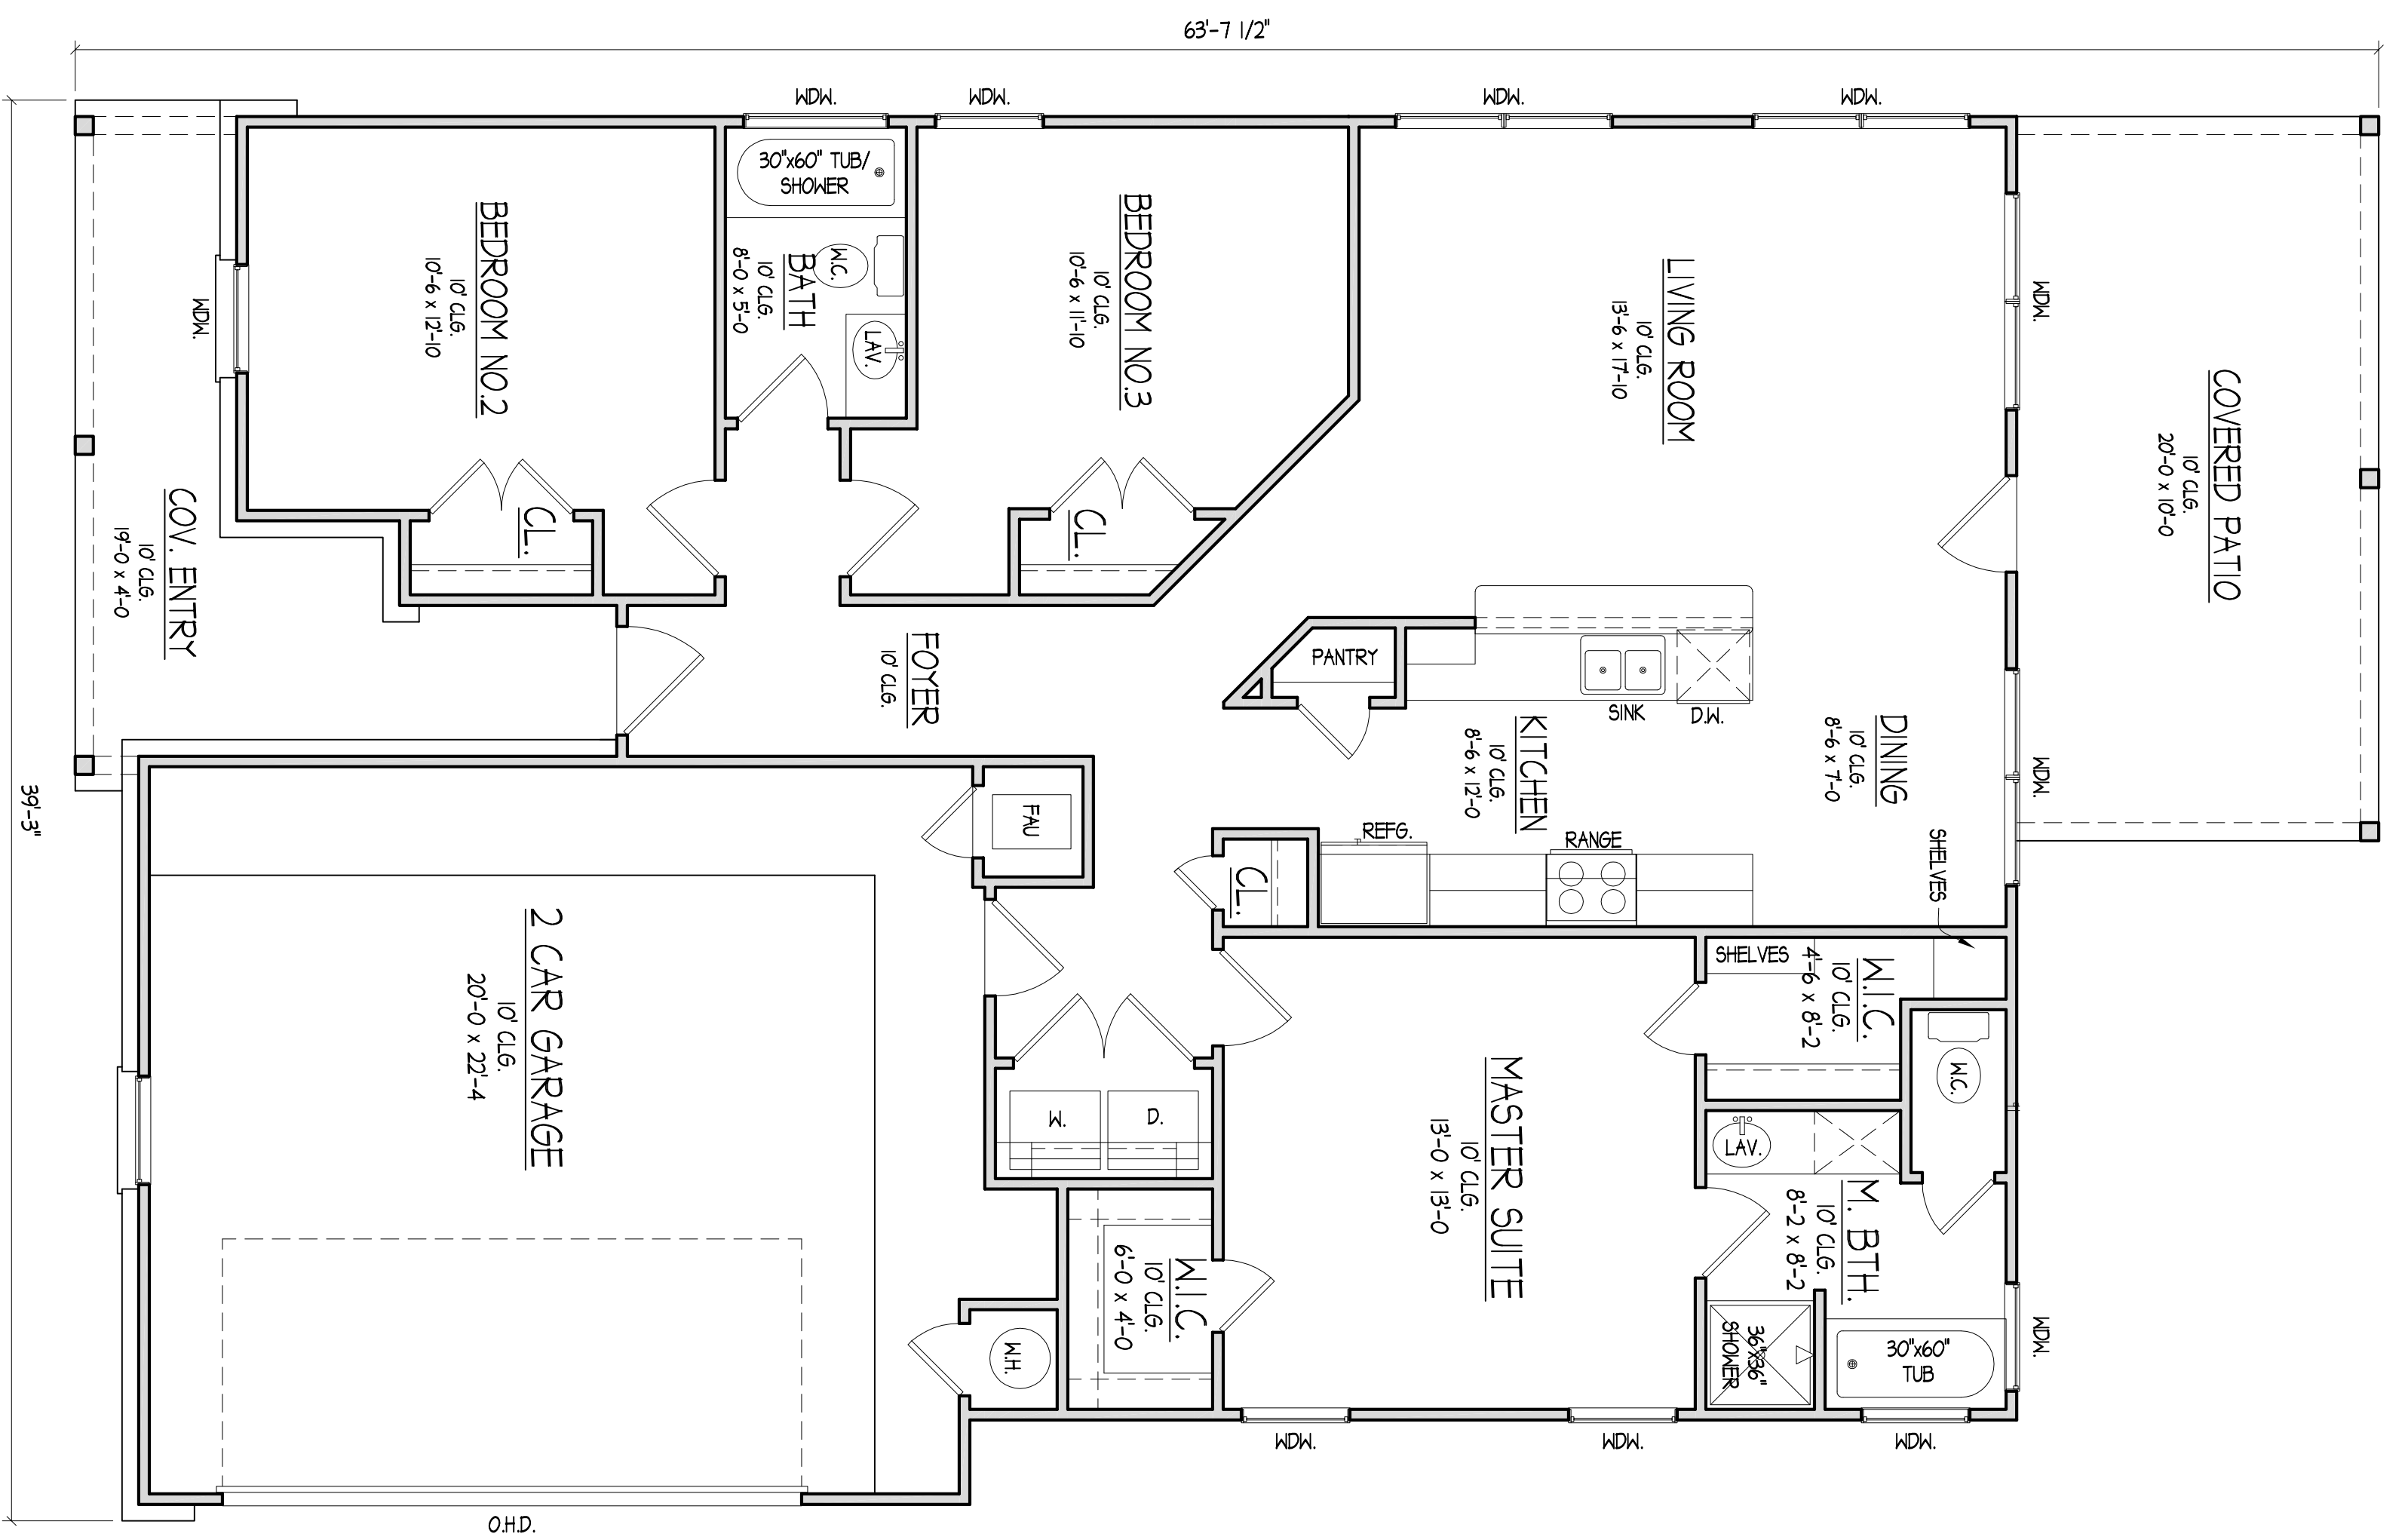 63'-7 1/2"
39'-3"
WDW.
WDW.
WDW.
WDW.
30"x60" TUB/
SHOWER
W.C.
LAV.
BATH
10' CLG.
8'-0 x 5'-0
BEDROOM NO.2
10' CLG.
10'-6 x 12'-10
WDW.
CL.
BEDROOM NO.3
10' CLG.
10'-6 x 11'-10
CL.
LIVING ROOM
10' CLG.
13'-6 x 17'-10
WDW.
COVERED PATIO
10' CLG.
20'-0 x 10'-0
COV. ENTRY
10' CLG.
19'-0 x 4'-0
FOYER
10' CLG.
PANTRY
SINK
D.W.
KITCHEN
10' CLG.
8'-6 x 12'-0
DINING
10' CLG.
8'-6 x 7'-0
WDW.
REFG.
RANGE
SHELVES
FAU
CL.
2 CAR GARAGE
10' CLG.
20'-0 x 22'-4
SHELVES
W.I.C.
10' CLG.
4'-6 x 8'-2
W.C.
W.
D.
MASTER SUITE
10' CLG.
13'-0 x 13'-0
LAV.
M. BTH.
10' CLG.
8'-2 x 8'-2
W.I.C.
10' CLG.
6'-0 x 4'-0
W.H.
36"x36"
SHOWER
30"x60"
TUB
WDW.
WDW.
WDW.
WDW.
O.H.D.